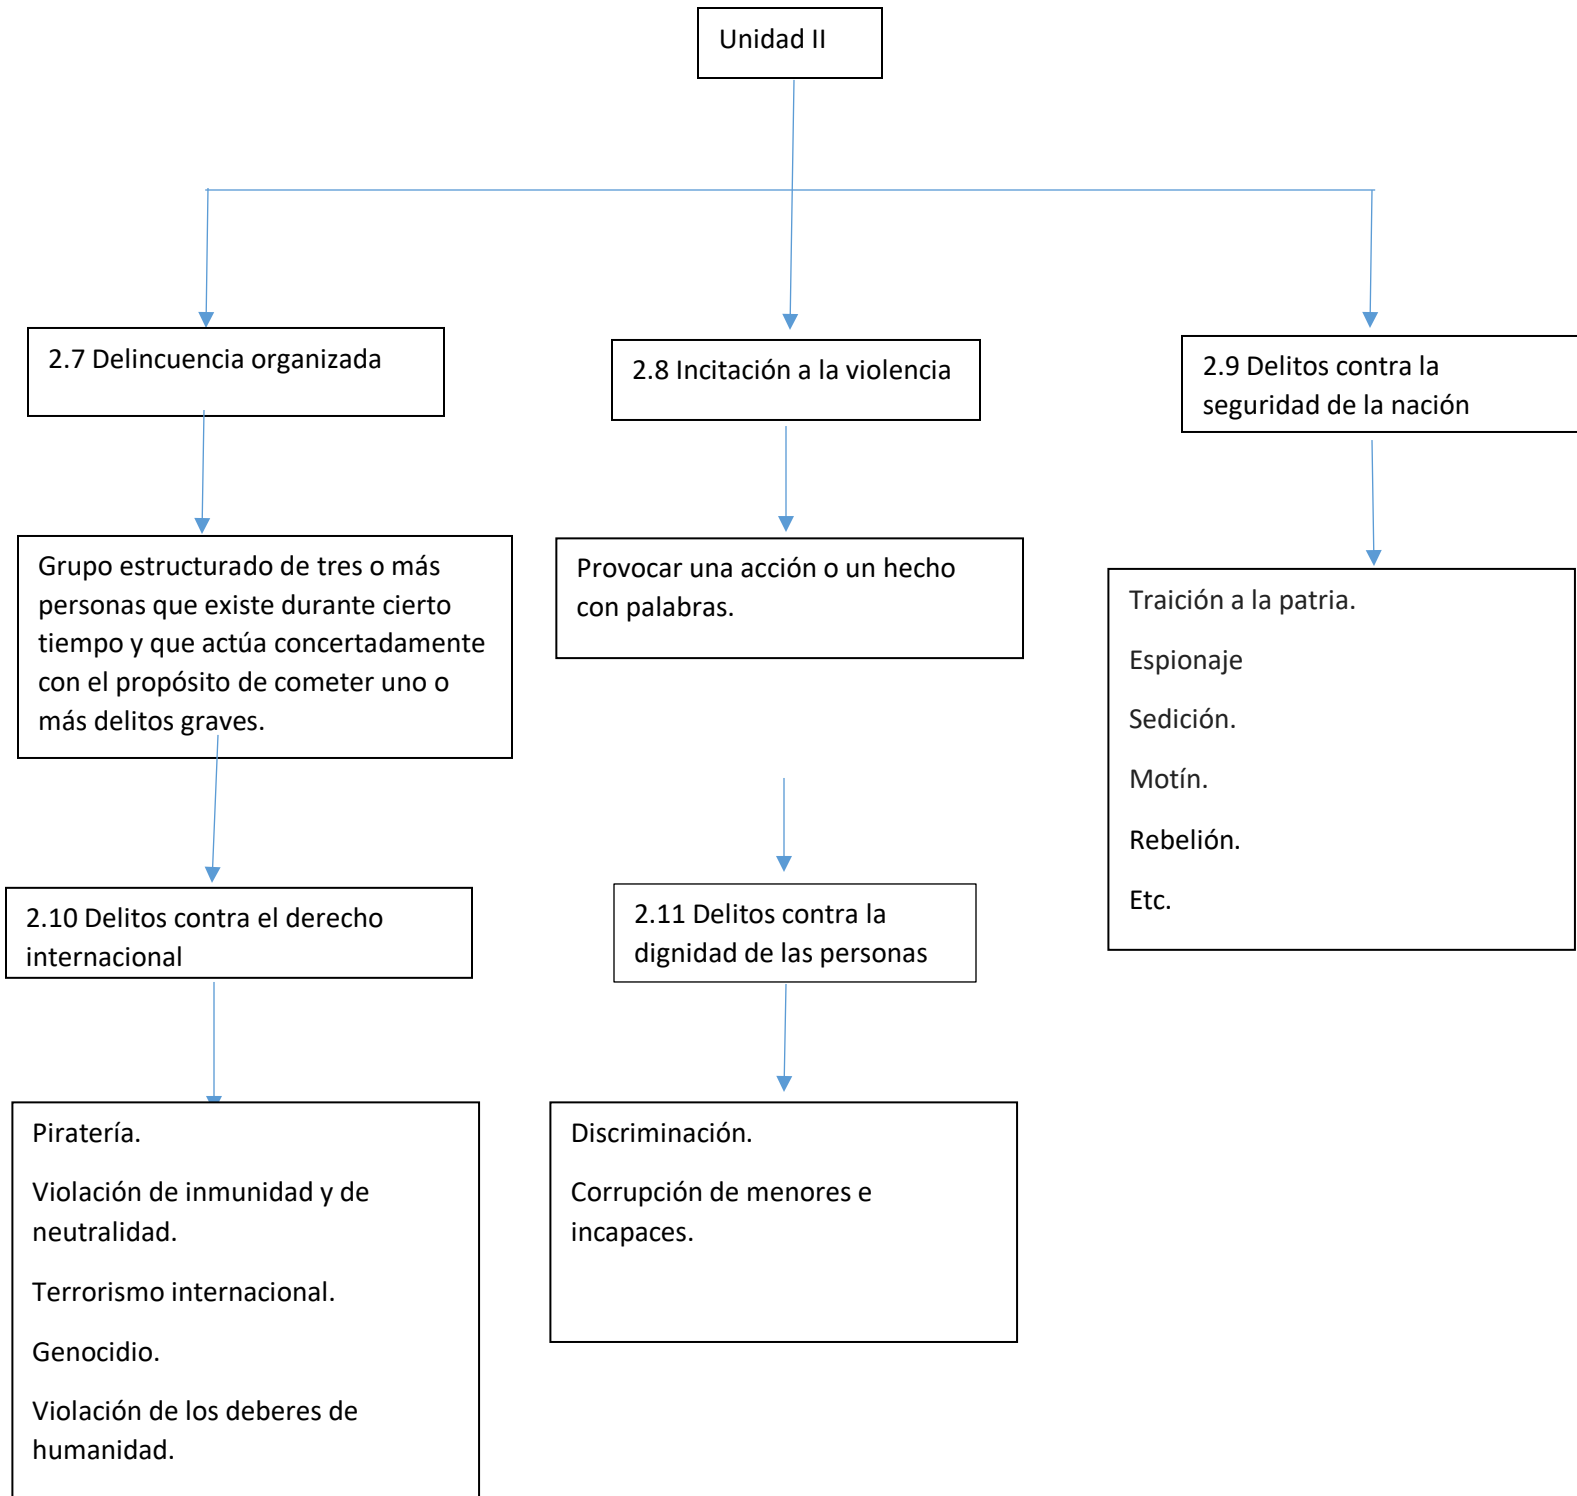 Unidad II
2.7 Delincuencia organizada
2.8 Incitación a la violencia
2.9 Delitos contra la
seguridad de la nación
Grupo estructurado de tres o más
personas que existe durante cierto
tiempo y que actúa concertadamente
con el propósito de cometer uno o
más delitos graves.
Provocar una acción o un hecho
con palabras.
Traición a la patria.
Espionaje
Sedición.
Motín.
Rebelión.
Etc.
2.10 Delitos contra el derecho
internacional
2.11 Delitos contra la
dignidad de las personas
Piratería.
Violación de inmunidad y de
neutralidad.
Terrorismo internacional.
Genocidio.
Violación de los deberes de
humanidad.
Discriminación.
Corrupción de menores e
incapaces.